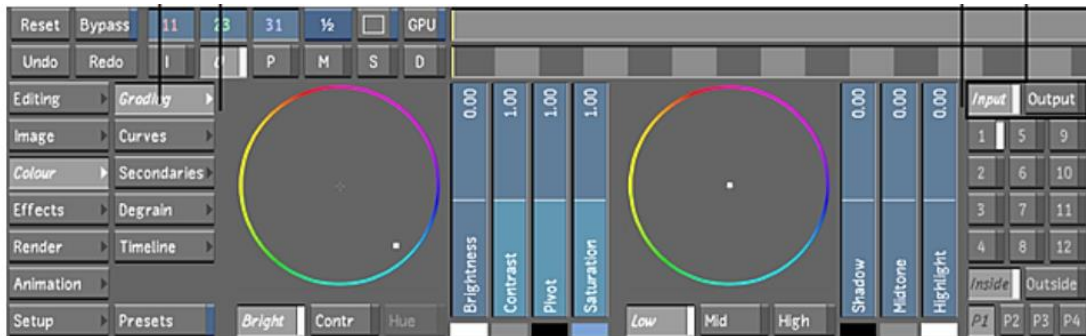 Reset Bypass 11 23 31 ½ GPU
Undo Redo I O P M S D
Editing Grading
Image Curves
Colour Secondaries
Effects Degrain
Render Timeline
Animation
Setup Presets
Bright Contr Hue
0.00 1.00 1.00 1.00
Brightness Contrast Pivot Saturation
Low Mid High
0.00 0.00 0.00
Shadow Midtone Highlight
Input Output
1 5 9
2 6 10
3 7 11
4 8 12
Inside Outside
P1 P2 P3 P4